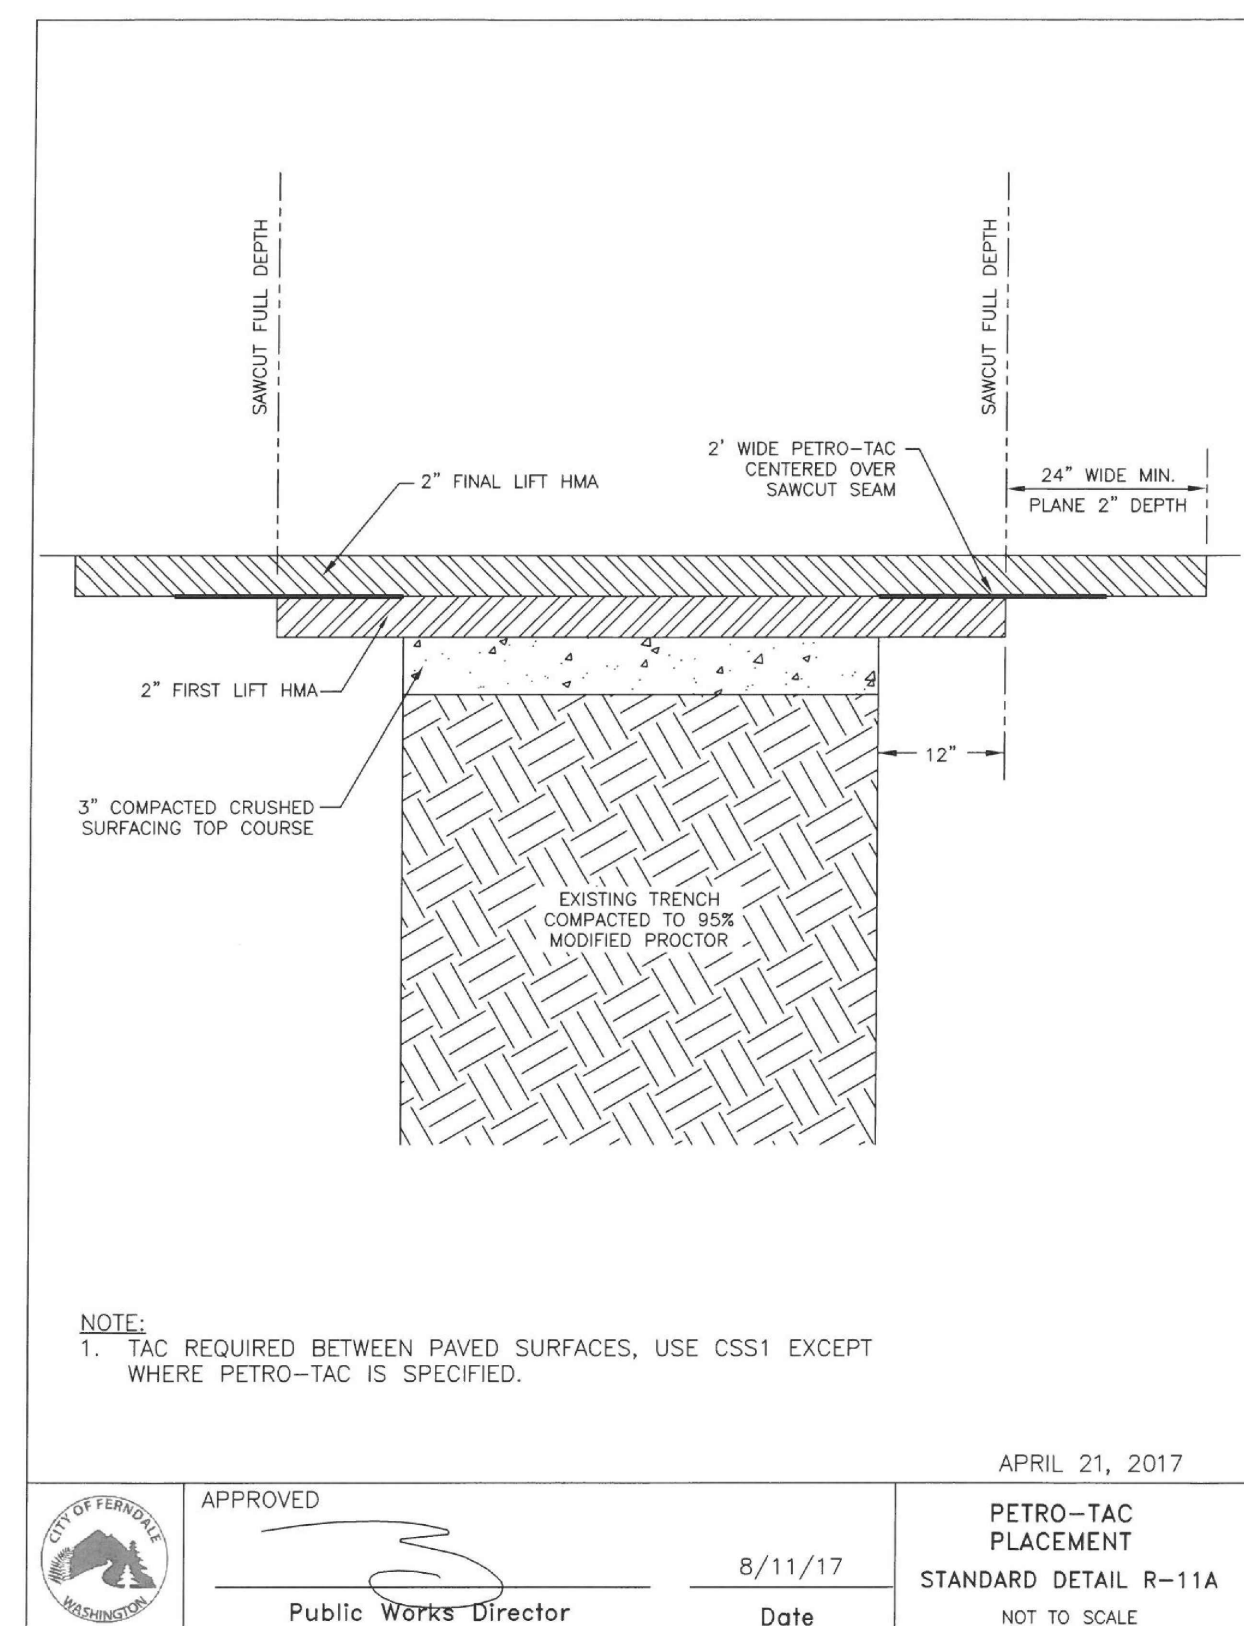 SAWCUT FULL DEPTH
SAWCUT FULL DEPTH
2" FINAL LIFT HMA
2' WIDE PETRO-TAC
CENTERED OVER
SAWCUT SEAM
24" WIDE MIN.
PLANE 2" DEPTH
2" FIRST LIFT HMA
12"
3" COMPACTED CRUSHED
SURFACING TOP COURSE
EXISTING TRENCH
COMPACTED TO 95%
MODIFIED PROCTOR
NOTE:
1. TAC REQUIRED BETWEEN PAVED SURFACES, USE CSS1 EXCEPT
WHERE PETRO-TAC IS SPECIFIED.
APRIL 21, 2017
CITY OF FERNDALE
WASHINGTON
APPROVED
Public Works Director
8/11/17
Date
PETRO-TAC
PLACEMENT
STANDARD DETAIL R-11A
NOT TO SCALE